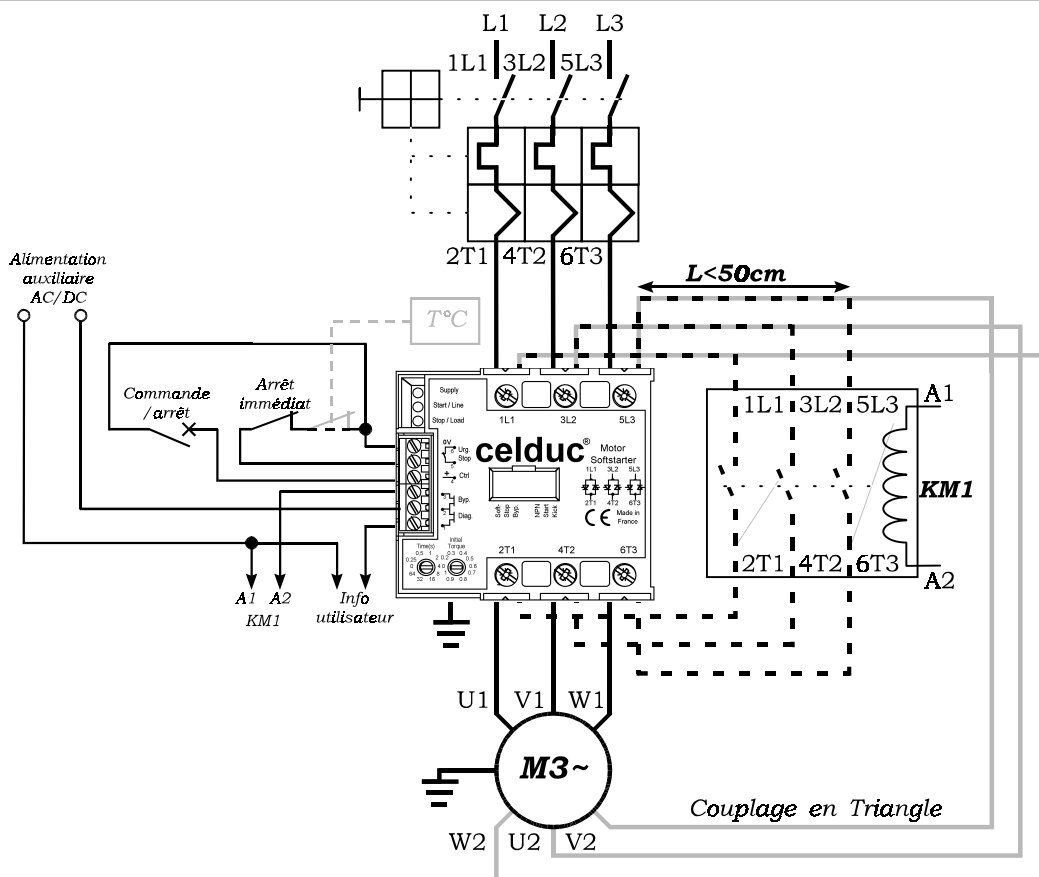 L1 L2 L3
1L1 3L2 5L3
2T1 4T2 6T3
Alimentation
auxiliaire
AC/DC
L<50cm
T°C
Commande
/arrêt
Arrêt
immédiat
Supply
Start / Line
Stop / Load
1L1 3L2 5L3
0V
Urg.
Stop
Ctrl
Byp.
Diag.
celduc®
Motor
Softstarter
1L1 3L2 5L3
2T1 4T2 6T3
Soft-
Stop
Byp.
NPN
Start
Kick
CE
Made in
France
Time(s)
Initial
Torque
2T1 4T2 6T3
1L1 3L2 5L3
A1
KM1
2T1 4T2 6T3
A2
A1 A2
KM1
Info
utilisateur
U1 V1 W1
M3~
W2 U2 V2
Couplage en Triangle